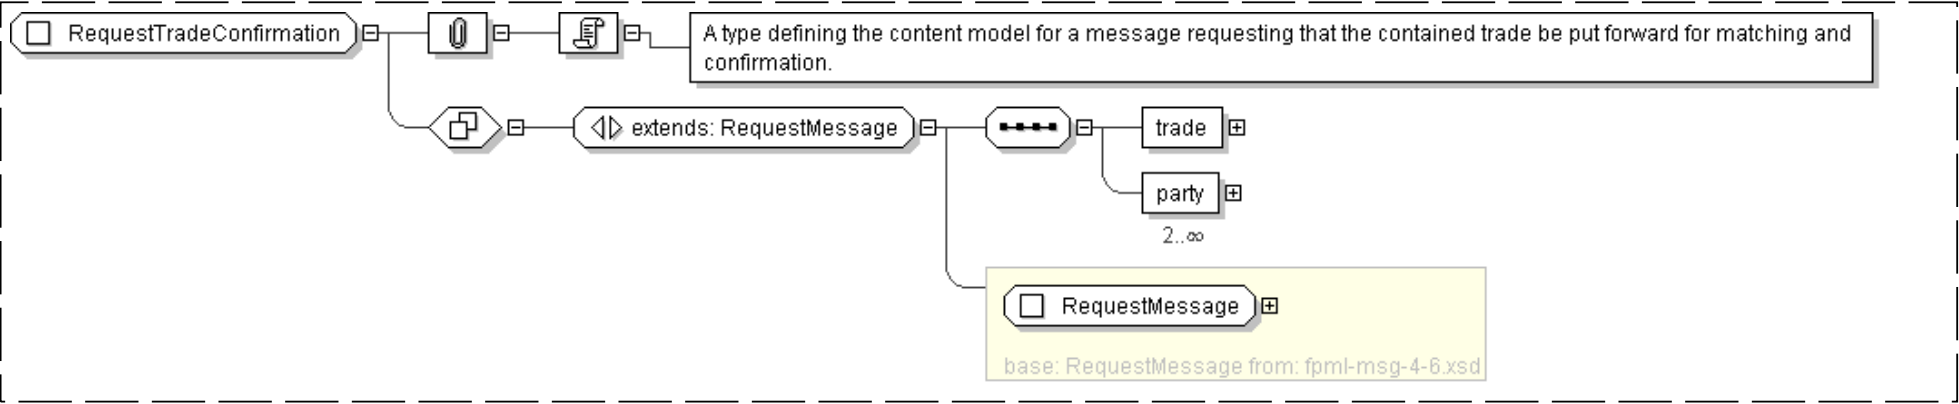 RequestTradeConfirmation
A type defining the content model for a message requesting that the contained trade be put forward for matching and
confirmation.
extends: RequestMessage
trade
party
2..∞
RequestMessage
base: RequestMessage from: fpml-msg-4-6.xsd